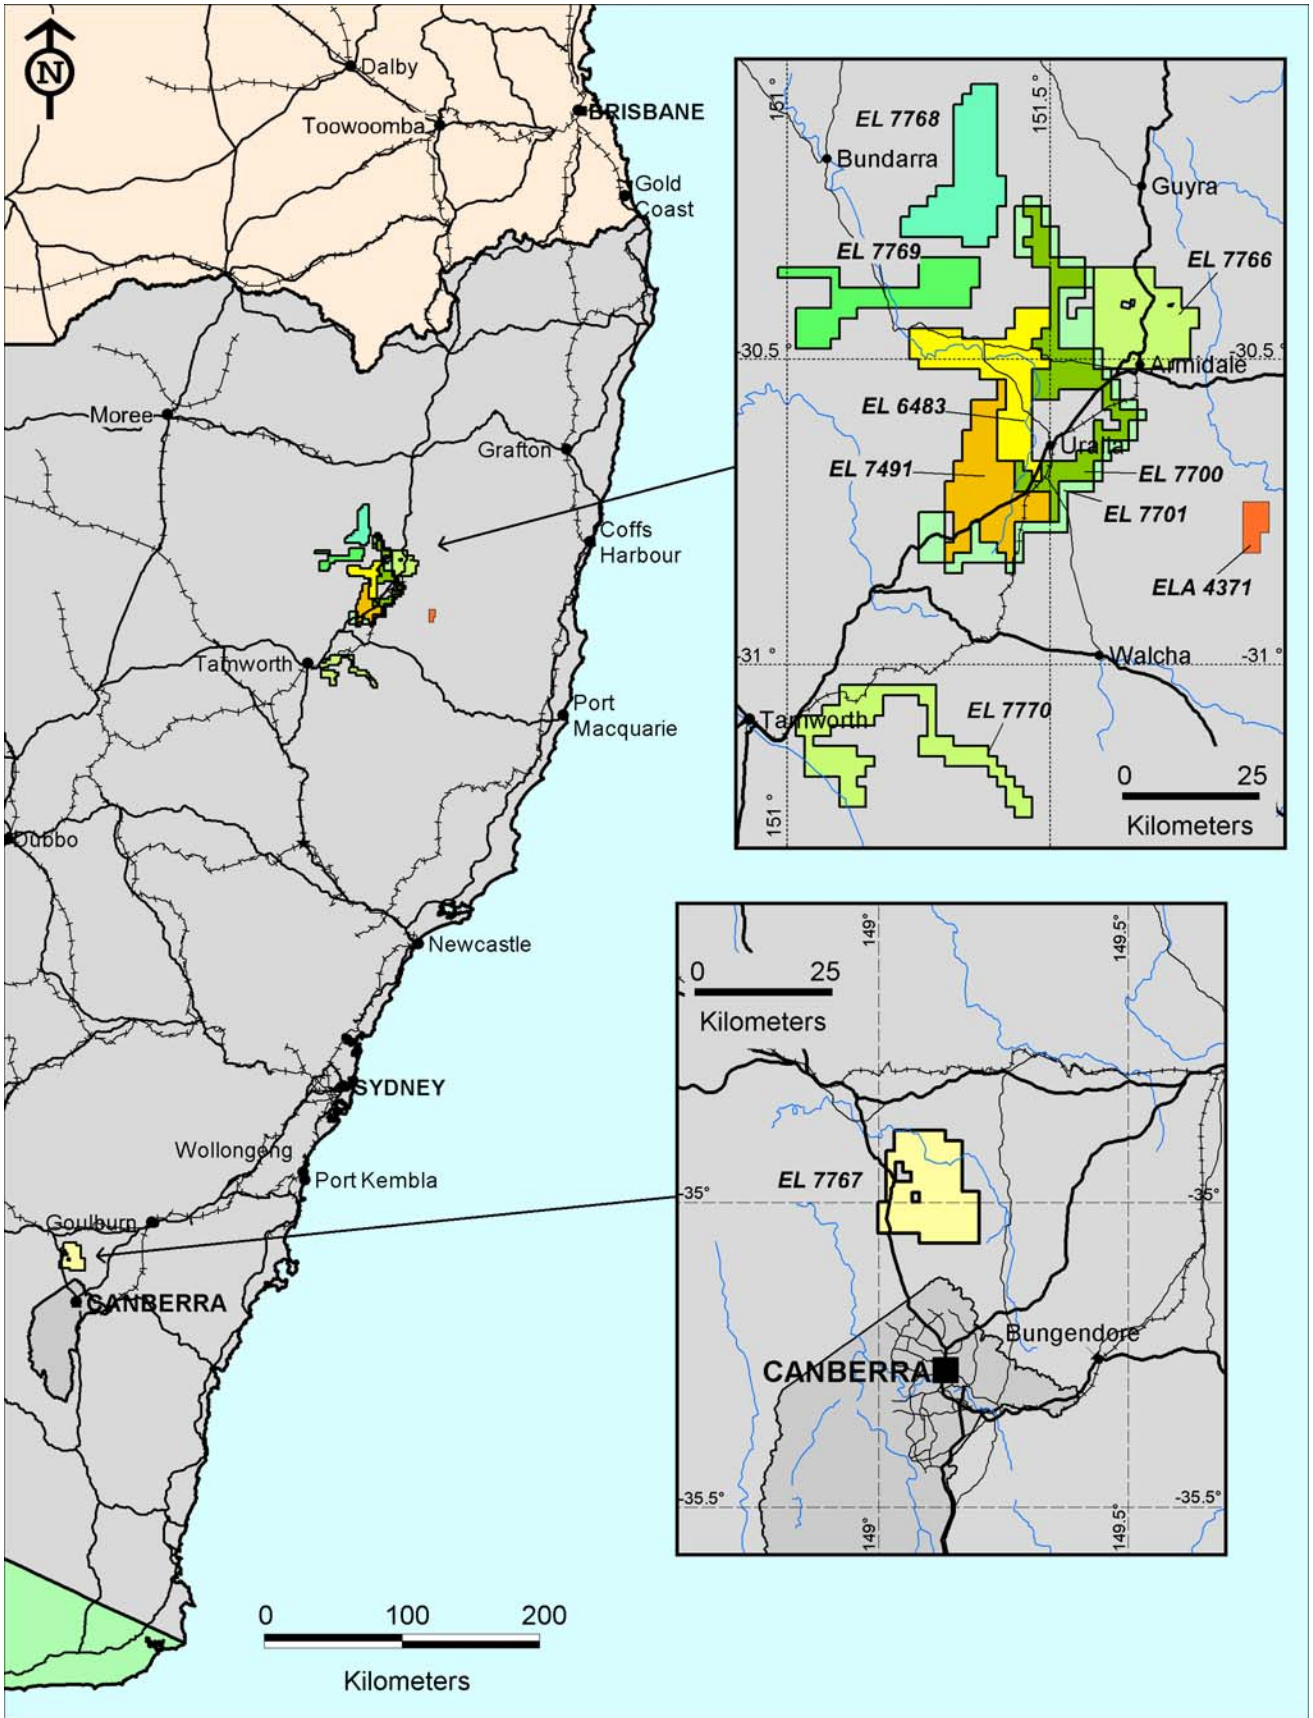 N
Dalby
Toowoomba
BRISBANE
Gold
Coast
Moree
Grafton
Coffs
Harbour
Tamworth
Port
Macquarie
Dubbo
Newcastle
SYDNEY
Wollongong
Port Kembla
Goulburn
CANBERRA
0 100 200
Kilometers
151°
151.5°
EL 7768
Bundarra
Guyra
EL 7769
EL 7766
-30.5°
-30.5°
Armidale
EL 6483
Uralla
EL 7491
EL 7700
EL 7701
ELA 4371
-31°
Walcha
-31°
Tamworth
EL 7770
0 25
Kilometers
151°
149°
149.5°
0 25
Kilometers
EL 7767
-35°
-35°
Bungendore
CANBERRA
-35.5°
-35.5°
149°
149.5°